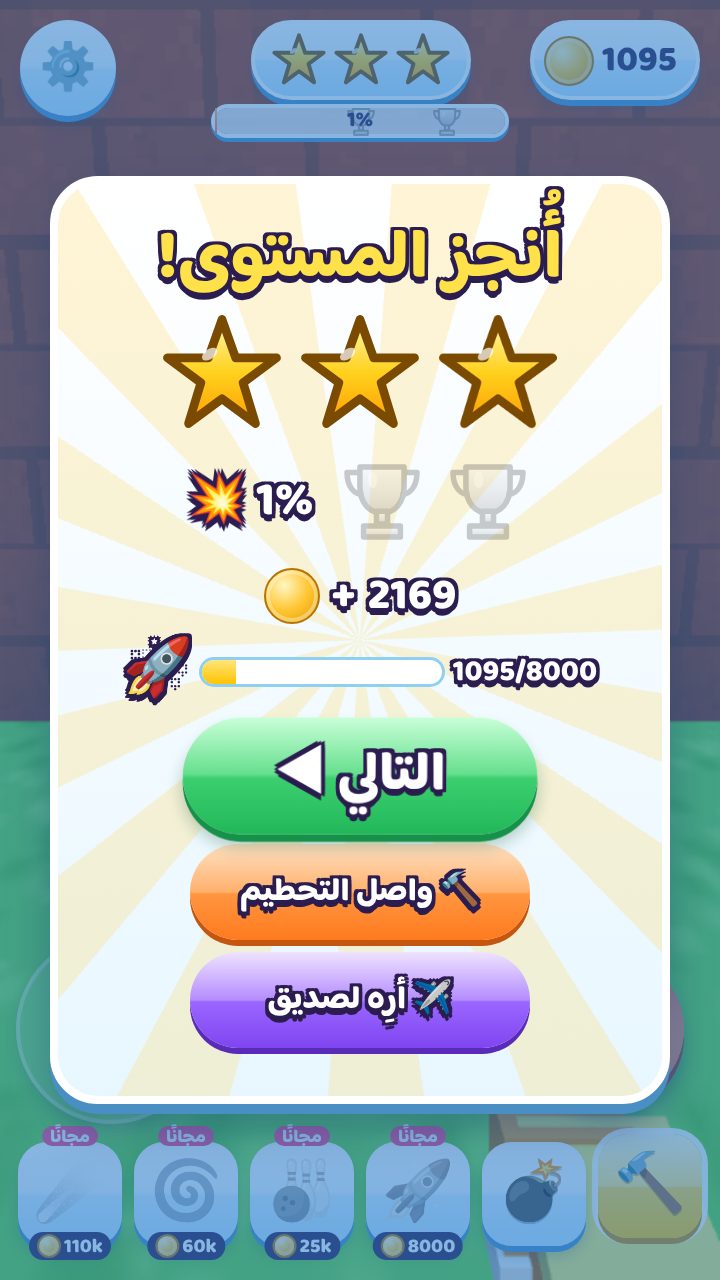 1095
1%
أُنجز المستوى!
1%
+ 2169
1095/8000
التالي ◀
واصل التحطيم
أرِه لصديق
مجانًا مجانًا مجانًا مجانًا
110k 60k 25k 8000